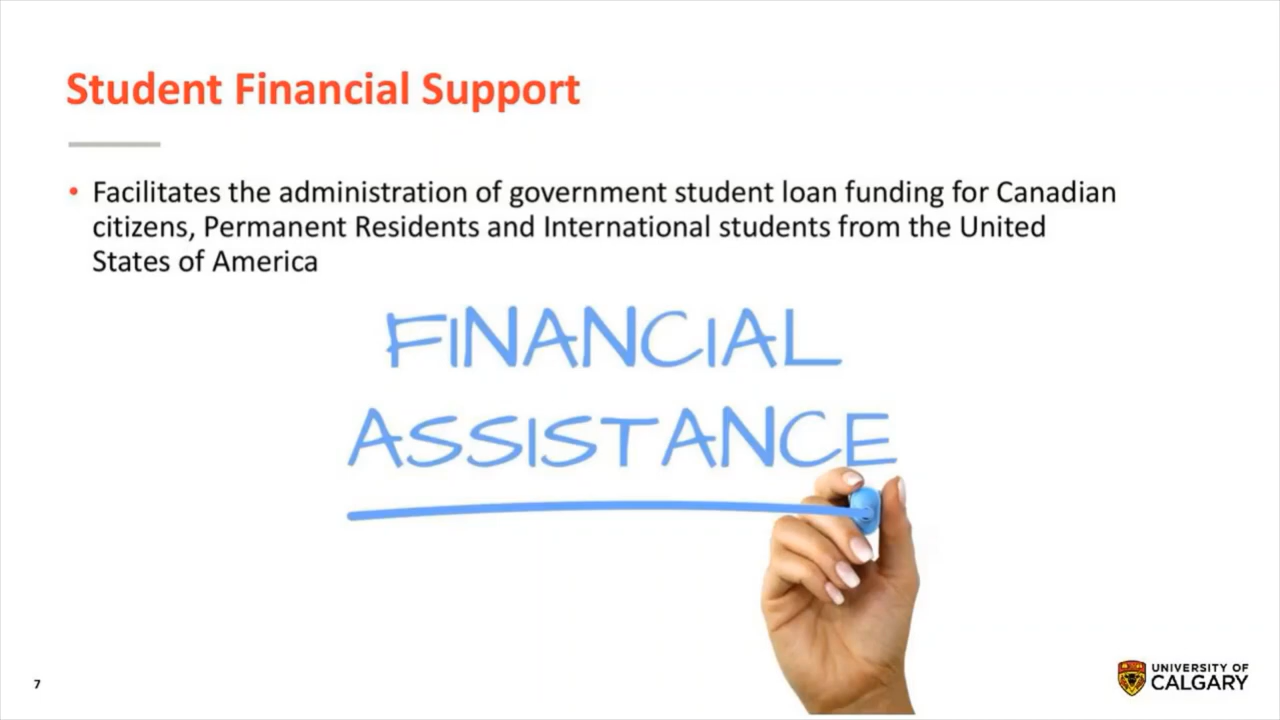 Student Financial Support
• Facilitates the administration of government student loan funding for Canadian
citizens, Permanent Residents and International students from the United
States of America
FINANCIAL
ASSISTANCE
7
UNIVERSITY OF
CALGARY